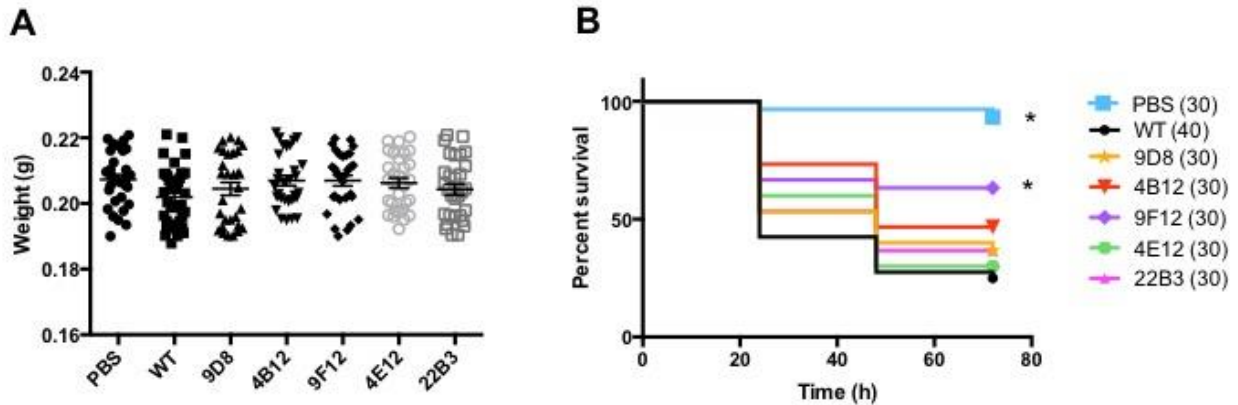 A
Weight (g)
0.24
0.22
0.20
0.18
0.16
PBS
WT
9D8
4B12
9F12
4E12
22B3
B
Percent survival
100
50
0
0
20
40
60
80
Time (h)
*
*
PBS (30)
WT (40)
9D8 (30)
4B12 (30)
9F12 (30)
4E12 (30)
22B3 (30)